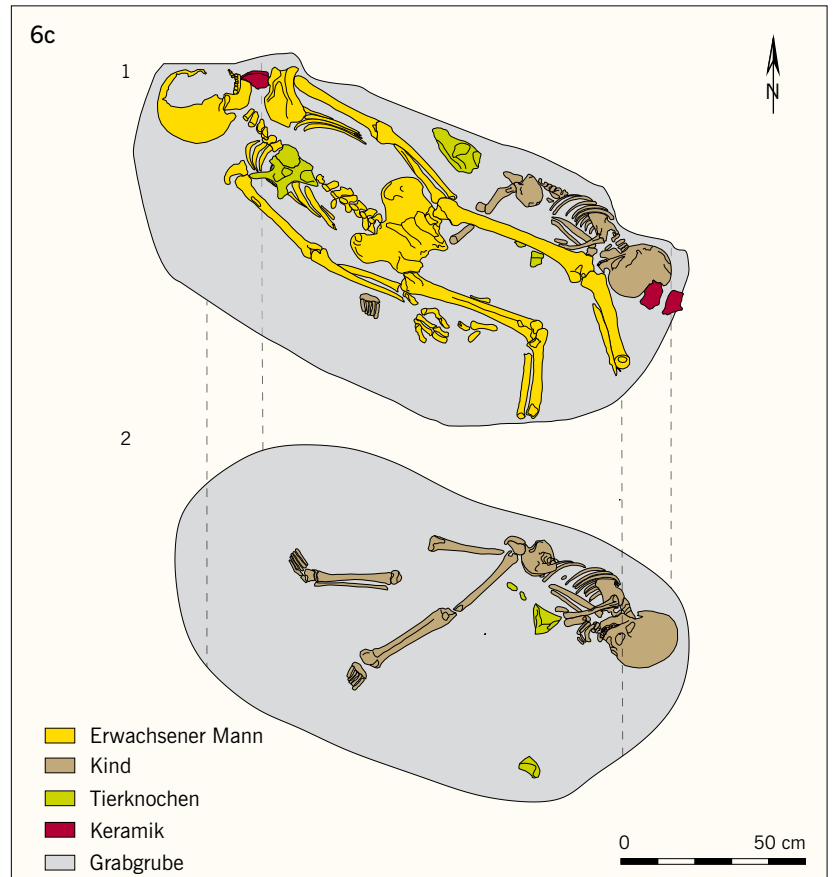 6c
1
N
2
Erwachsener Mann
Kind
Tierknochen
Keramik
Grabgrube
0 50 cm